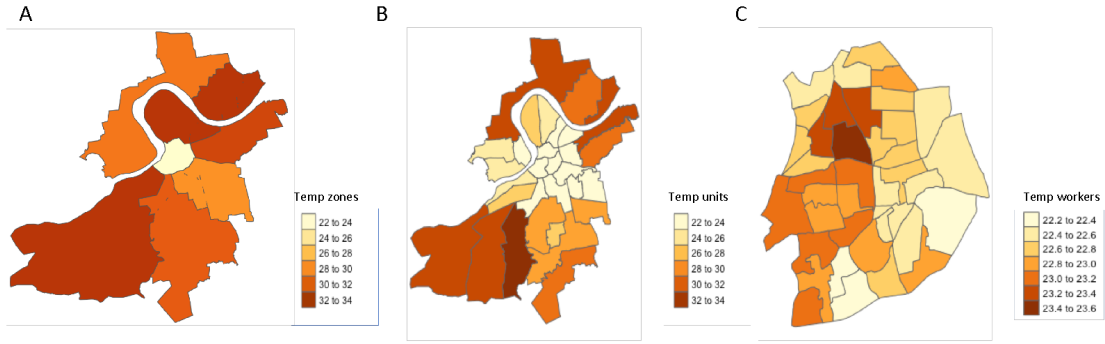 A
B
C
Temp zones
22 to 24
24 to 26
26 to 28
28 to 30
30 to 32
32 to 34
Temp units
22 to 24
24 to 26
26 to 28
28 to 30
30 to 32
32 to 34
Temp workers
22.2 to 22.4
22.4 to 22.6
22.6 to 22.8
22.8 to 23.0
23.0 to 23.2
23.2 to 23.4
23.4 to 23.6